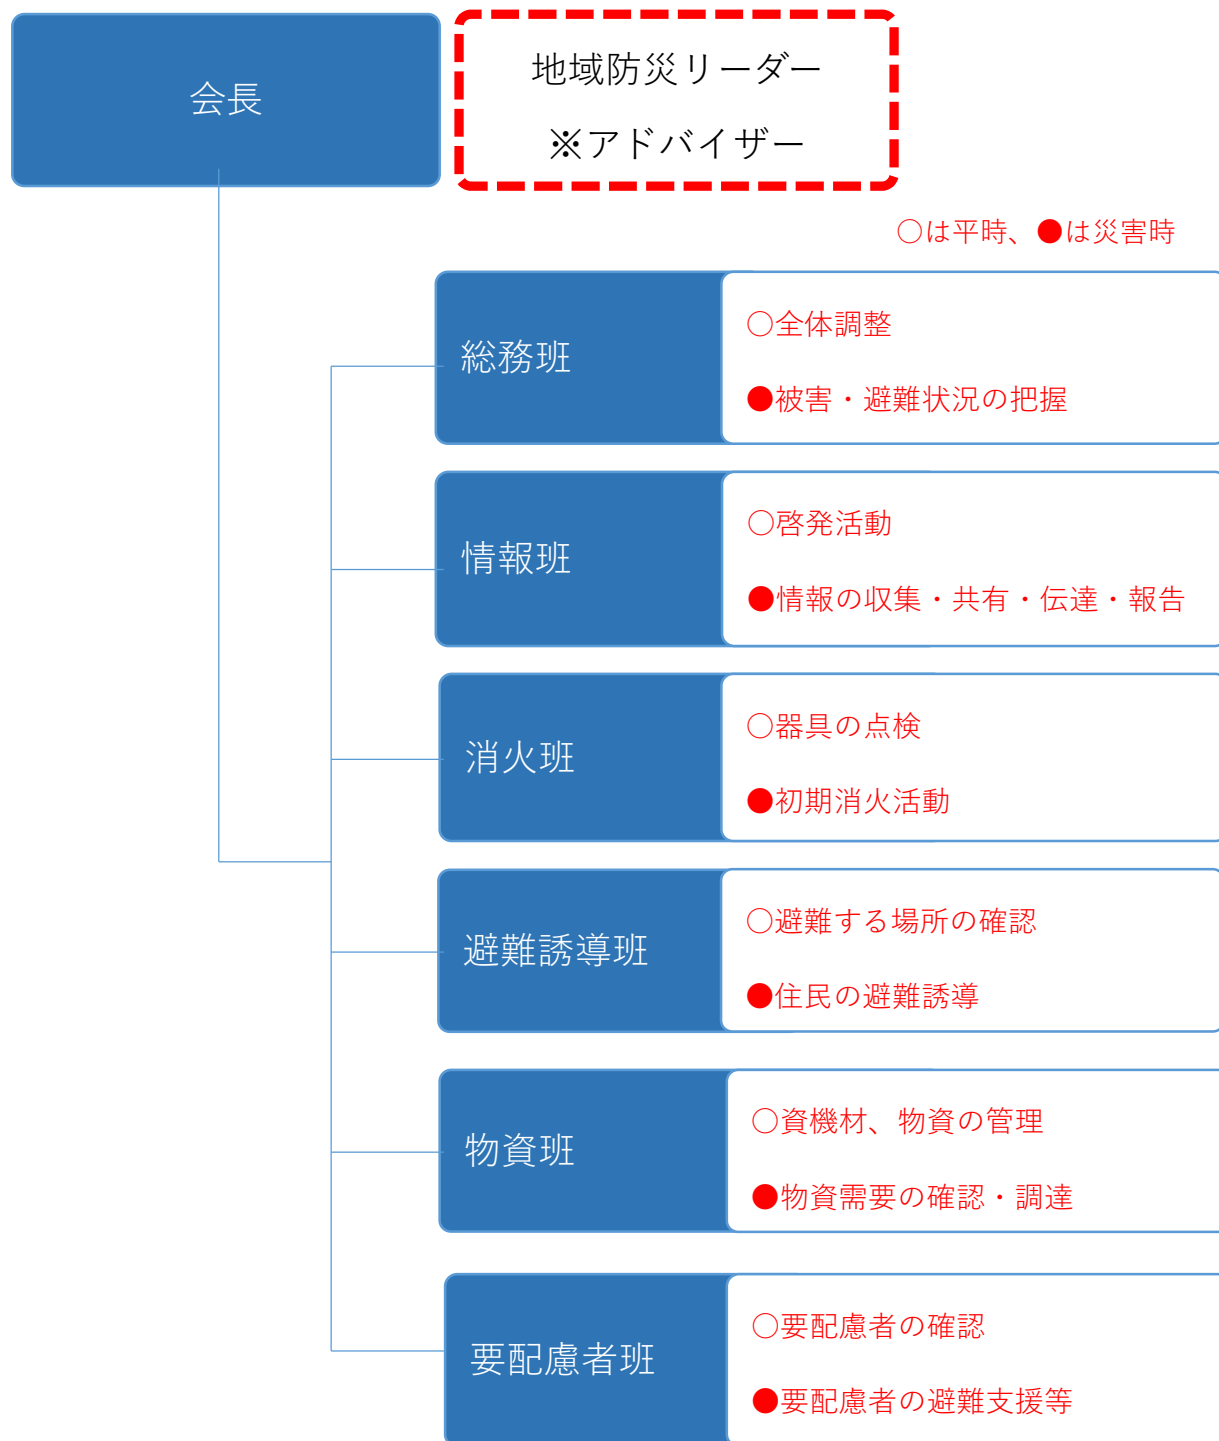 会長
地域防災リーダー
※アドバイザー
○は平時、●は災害時
総務班
○全体調整
●被害・避難状況の把握
情報班
○啓発活動
●情報の収集・共有・伝達・報告
消火班
○器具の点検
●初期消火活動
避難誘導班
○避難する場所の確認
●住民の避難誘導
物資班
○資機材、物資の管理
●物資需要の確認・調達
要配慮者班
○要配慮者の確認
●要配慮者の避難支援等